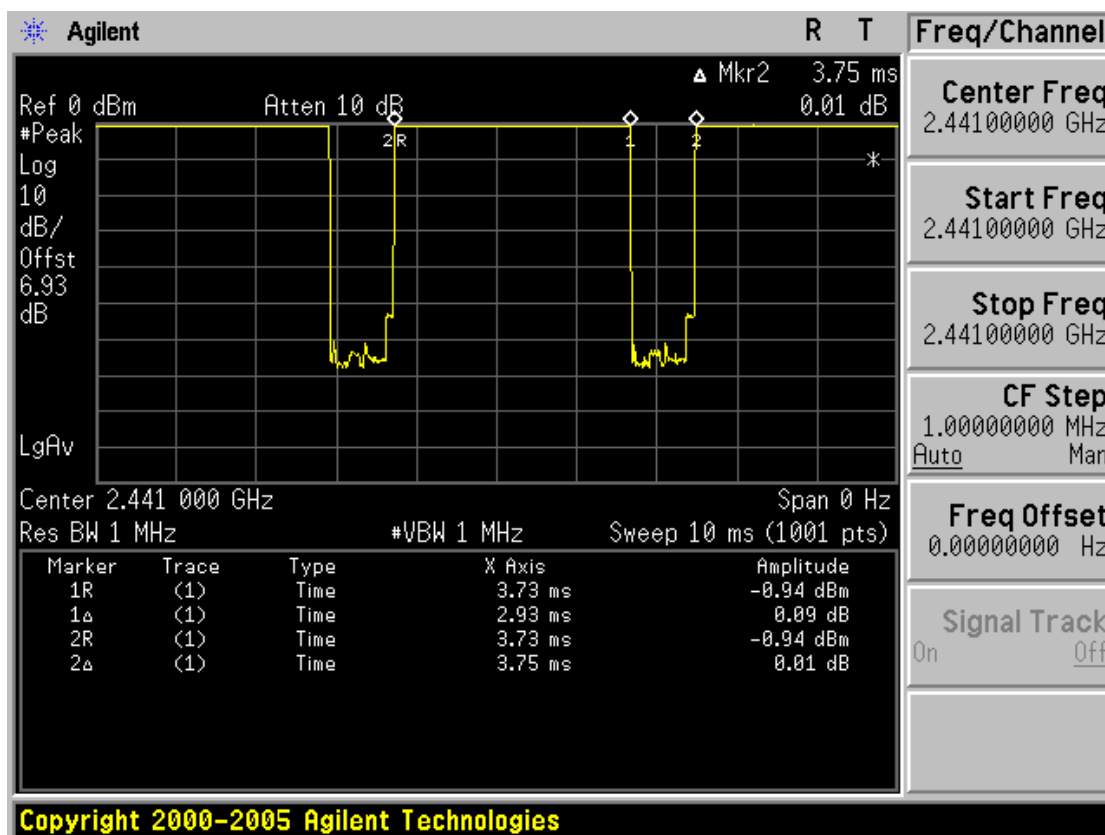 Agilent R T
Freq/Channel
Δ Mkr2 3.75 ms
Ref 0 dBm Atten 10 dB 0.01 dB
#Peak
Log
10
dB/
Offst
6.93
dB
LgAv
2R
1
2
*
Center 2.441 000 GHz Span 0 Hz
Res BW 1 MHz #VBW 1 MHz Sweep 10 ms (1001 pts)
Marker Trace Type X Axis Amplitude
1R (1) Time 3.73 ms -0.94 dBm
1Δ (1) Time 2.93 ms 0.09 dB
2R (1) Time 3.73 ms -0.94 dBm
2Δ (1) Time 3.75 ms 0.01 dB
Center Freq
2.44100000 GHz
Start Freq
2.44100000 GHz
Stop Freq
2.44100000 GHz
CF Step
1.00000000 MHz
Auto Man
Freq Offset
0.00000000 Hz
Signal Track
On Off
Copyright 2000-2005 Agilent Technologies